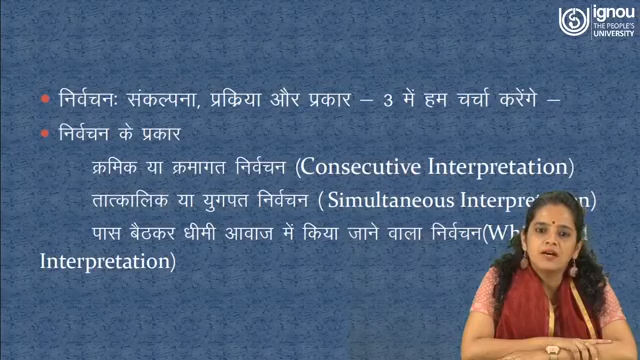 ignou
THE PEOPLE'S
UNIVERSITY
निर्वचनः संकल्पना, प्रक्रिया और प्रकार – 3 में हम चर्चा करेंगे –
निर्वचन के प्रकार
क्रमिक या क्रमागत निर्वचन (Consecutive Interpretation)
तात्कालिक या युगपत निर्वचन ( Simultaneous Interpretation)
पास बैठकर धीमी आवाज में किया जाने वाला निर्वचन(
Interpretation)